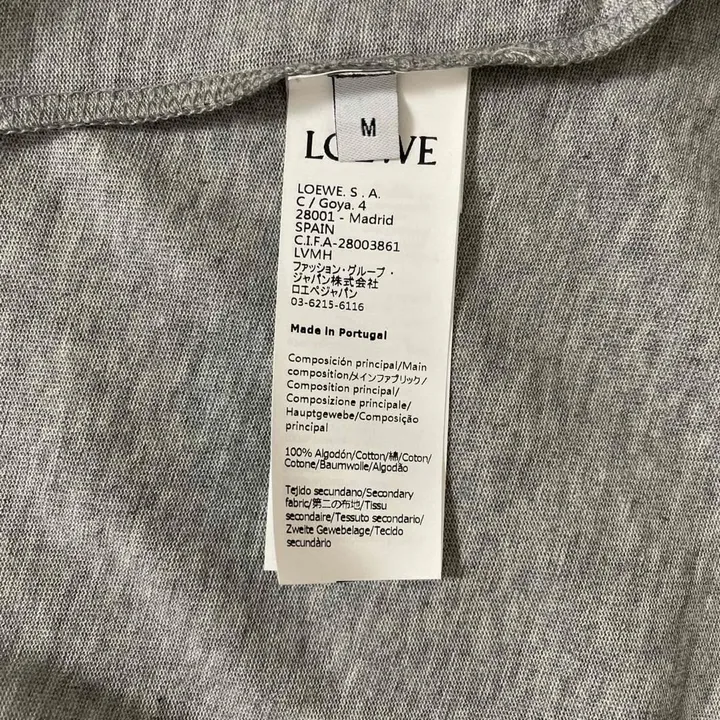 M
LOEWE
LOEWE. S . A.
C / Goya. 4
28001 - Madrid
SPAIN
C.I.F.A-28003861
LVMH
ファッション・グループ・
ジャパン株式会社
ロエベジャパン
03-6215-6116
Made in Portugal
Composición principal/Main
composition/メインファブリック/
Composition principal/
Composizione principale/
Hauptgewebe/Composição
principal
100% Algodón/Cotton/綿/Coton/
Cotone/Baumwolle/Algodão
Tejido secundano/Secondary
fabric/第二の布地/Tissu
secondaire/Tessuto secondario/
Zweite Gewebelage/Tecido
secundàrio